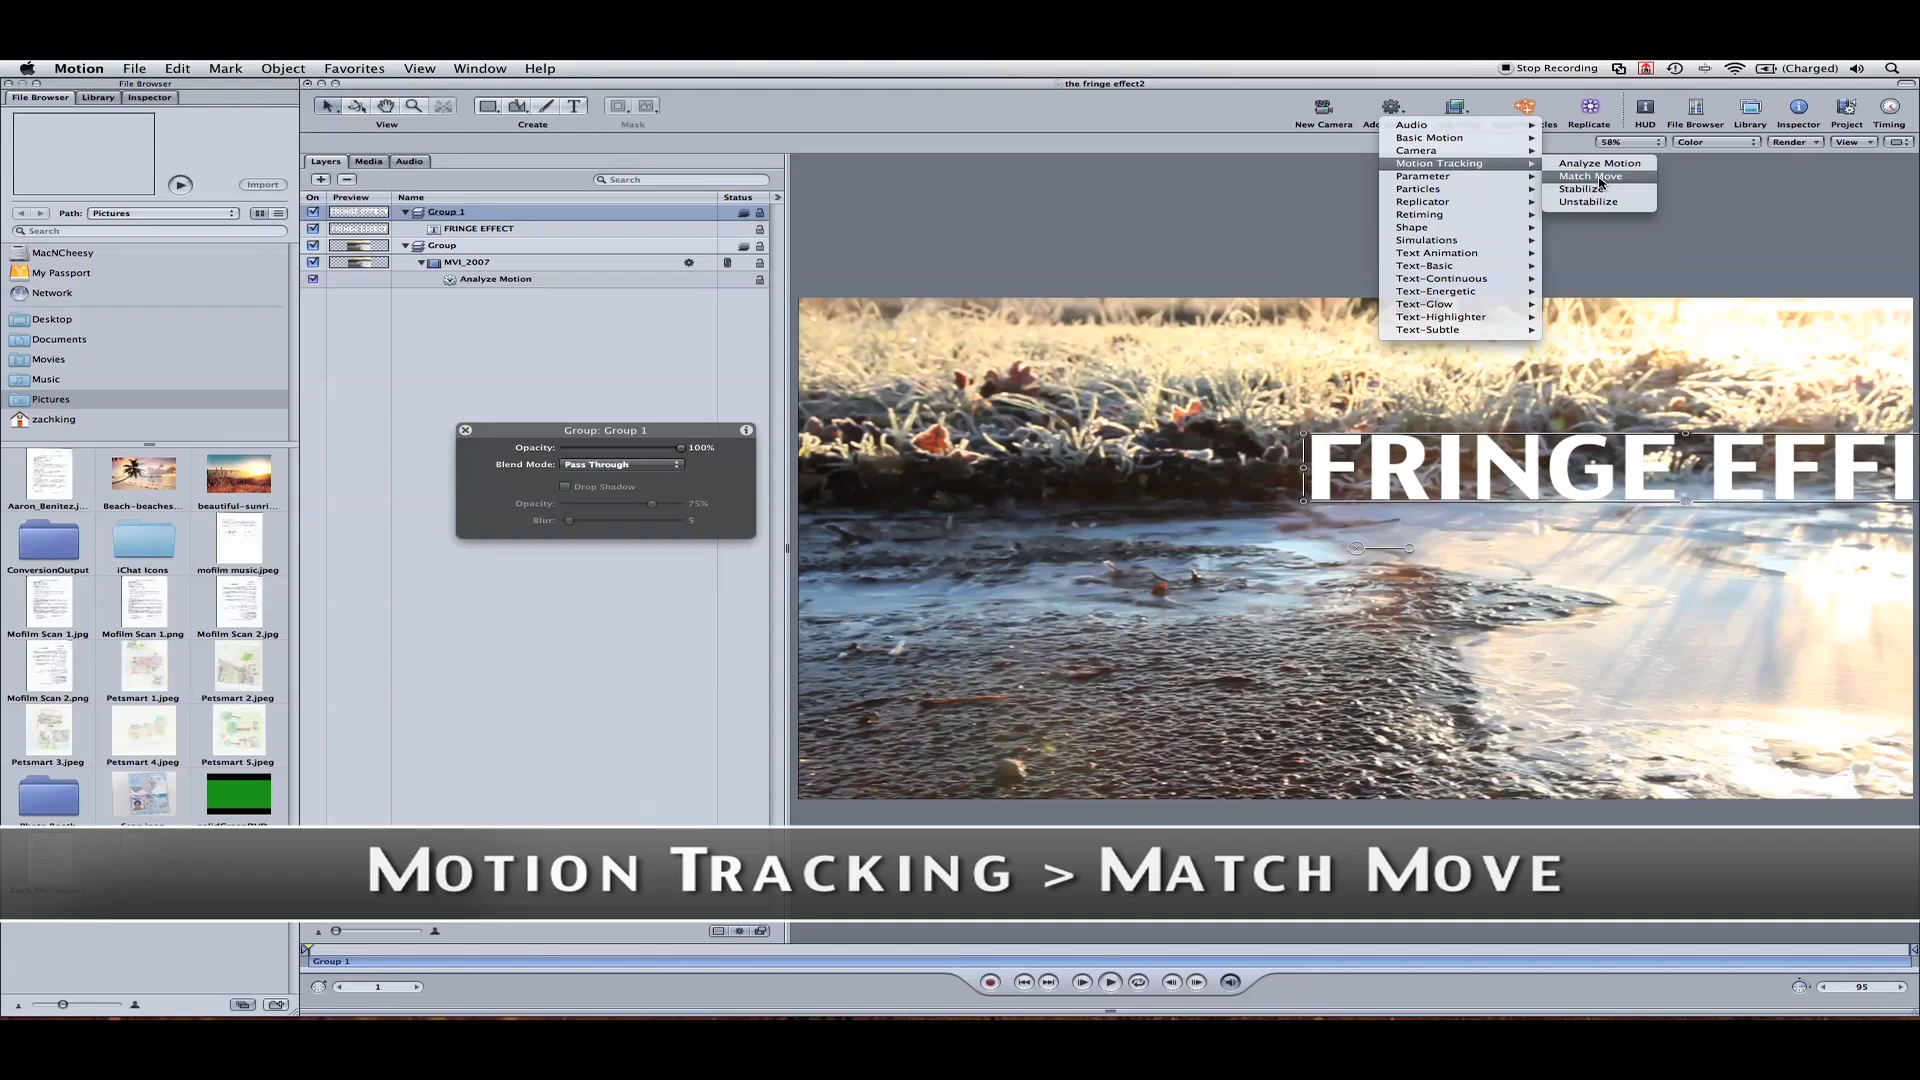 Motion File Edit Mark Object Favorites View Window Help
Stop Recording (Charged)
File Browser
the fringe effect2
File Browser Library Inspector
View Create Mask
New Camera Replicate HUD File Browser Library Inspector Project Timing
58% Color Render View
Import
Path: Pictures
Search
MacNCheesy
My Passport
Network
Desktop
Documents
Movies
Music
Pictures
zachking
Aaron_Benitez.j... Beach-beaches... beautiful-sunri...
ConversionOutput iChat Icons mofilm music.jpeg
Mofilm Scan 1.jpg Mofilm Scan 1.png Mofilm Scan 2.jpg
Mofilm Scan 2.png Petsmart 1.jpeg Petsmart 2.jpeg
Petsmart 3.jpeg Petsmart 4.jpeg Petsmart 5.jpeg
Layers Media Audio
Search
On Preview Name Status
Group 1
FRINGE EFFECT
Group
MVI_2007
Analyze Motion
Group: Group 1
Opacity: 100%
Blend Mode: Pass Through
Drop Shadow
Opacity: 75%
Blur: 5
Audio
Basic Motion
Camera
Motion Tracking
Parameter
Particles
Replicator
Retiming
Shape
Simulations
Text Animation
Text-Basic
Text-Continuous
Text-Energetic
Text-Glow
Text-Highlighter
Text-Subtle
Analyze Motion
Match Move
Stabilize
Unstabilize
FRINGE EFFI
MOTION TRACKING > MATCH MOVE
Group 1
1
95